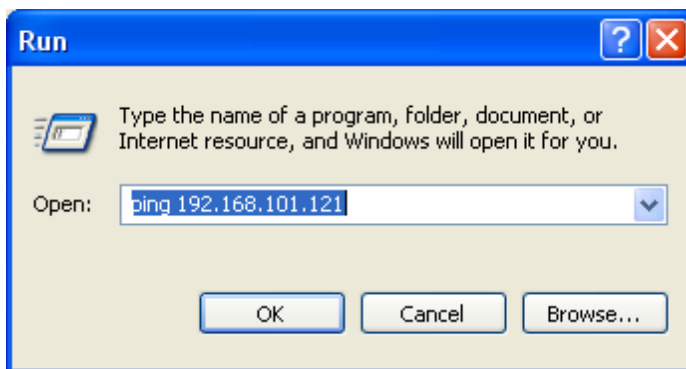 Run
Type the name of a program, folder, document, or
Internet resource, and Windows will open it for you.
Open: ping 192.168.101.121
OK Cancel Browse...